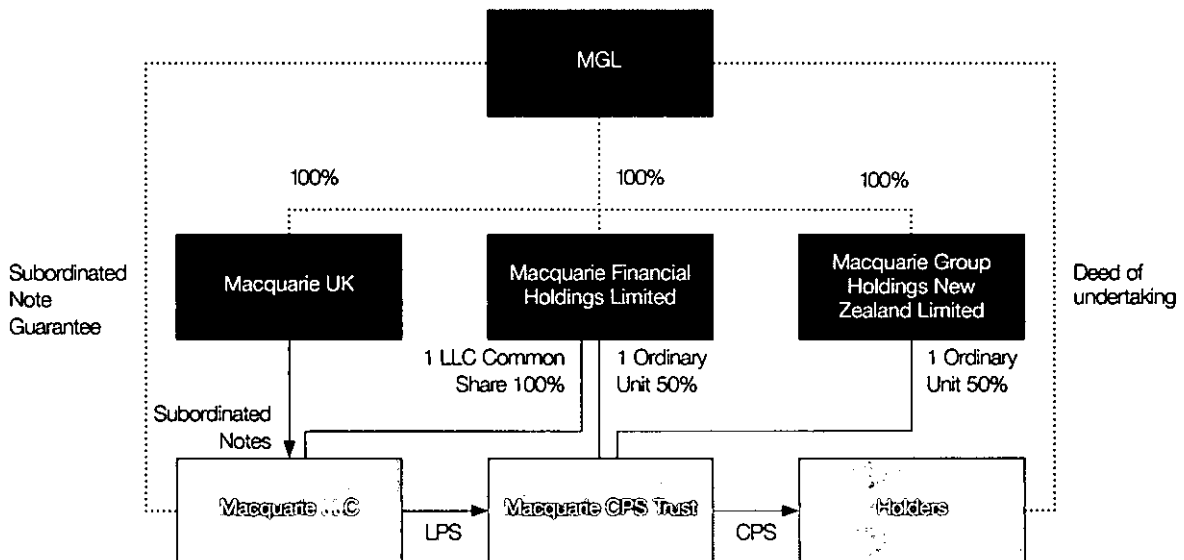 MGL
100%
100%
100%
Subordinated
Note
Guarantee
Macquarie UK
Macquarie Financial
Holdings Limited
Macquarie Group
Holdings New
Zealand Limited
Deed of
undertaking
1 LLC Common
Share 100%
1 Ordinary
Unit 50%
1 Ordinary
Unit 50%
Subordinated
Notes
Macquarie
LPS
Macquarie CPS Trust
CPS
Holders